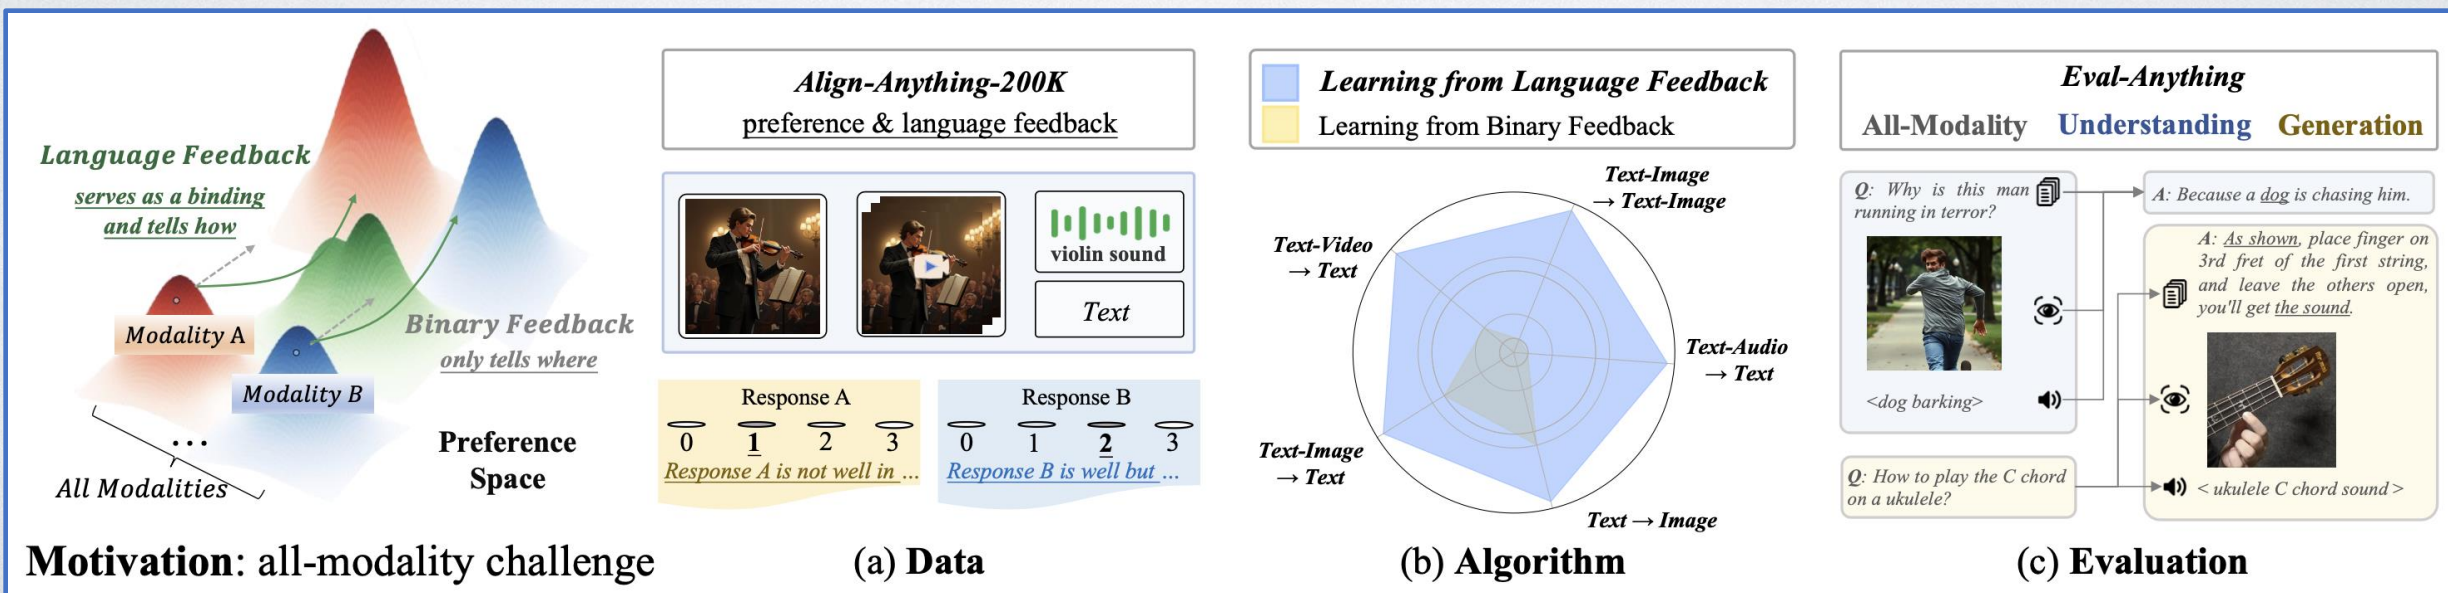 Language Feedback
serves as a binding
and tells how
Modality A
Modality B
Binary Feedback
only tells where
...
All Modalities
Preference
Space
Motivation: all-modality challenge
Align-Anything-200K
preference & language feedback
violin sound
Text
Response A
0 1 2 3
Response A is not well in ...
Response B
0 1 2 3
Response B is well but ...
(a) Data
Learning from Language Feedback
Learning from Binary Feedback
Text-Image
→ Text-Image
Text-Video
→ Text
Text-Audio
→ Text
Text-Image
→ Text
Text → Image
(b) Algorithm
Eval-Anything
All-Modality Understanding Generation
Q: Why is this man
running in terror?
<dog barking>
A: Because a dog is chasing him.
Q: How to play the C chord
on a ukulele?
A: As shown, place finger on
3rd fret of the first string,
and leave the others open,
you'll get the sound.
< ukulele C chord sound >
(c) Evaluation